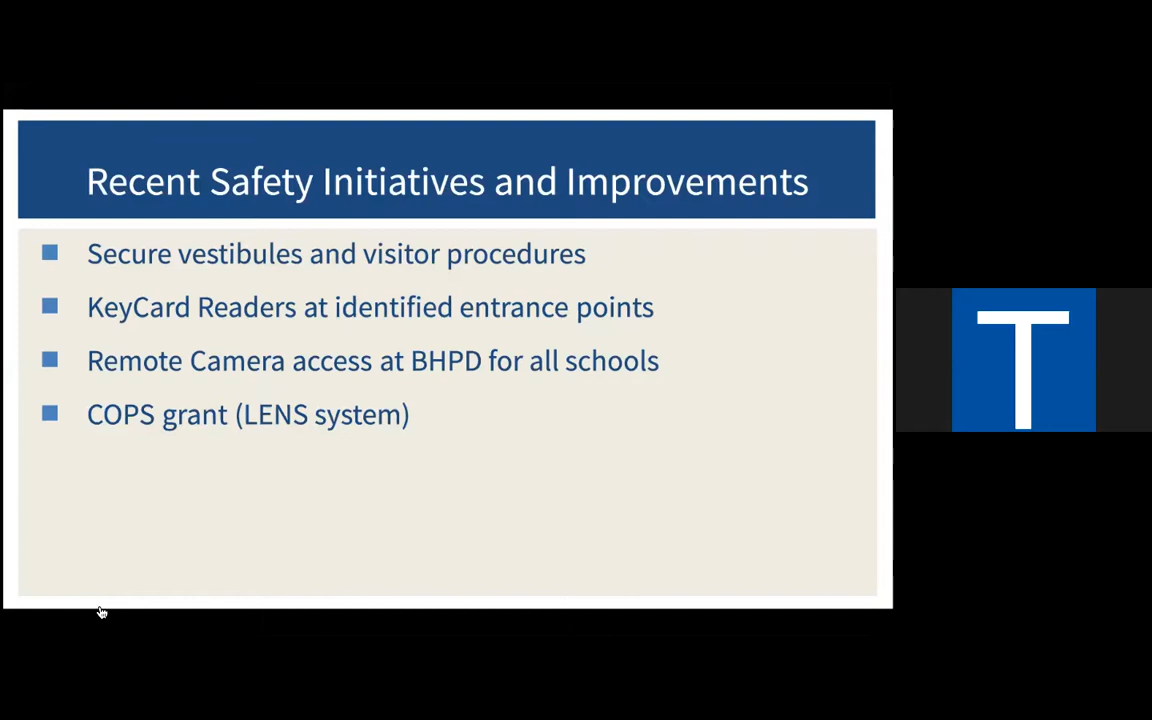 Recent Safety Initiatives and Improvements
Secure vestibules and visitor procedures
KeyCard Readers at identified entrance points
Remote Camera access at BHPD for all schools
COPS grant (LENS system)
T